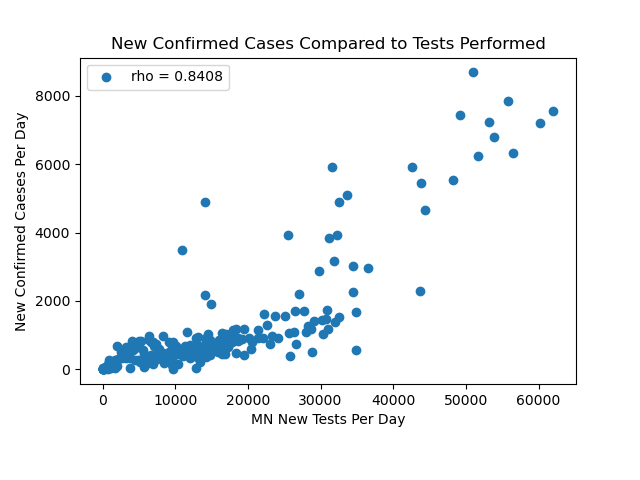 New Confirmed Cases Compared to Tests Performed
rho = 0.8408
New Confirmed Caeses Per Day
8000
6000
4000
2000
0
0 10000 20000 30000 40000 50000 60000
MN New Tests Per Day